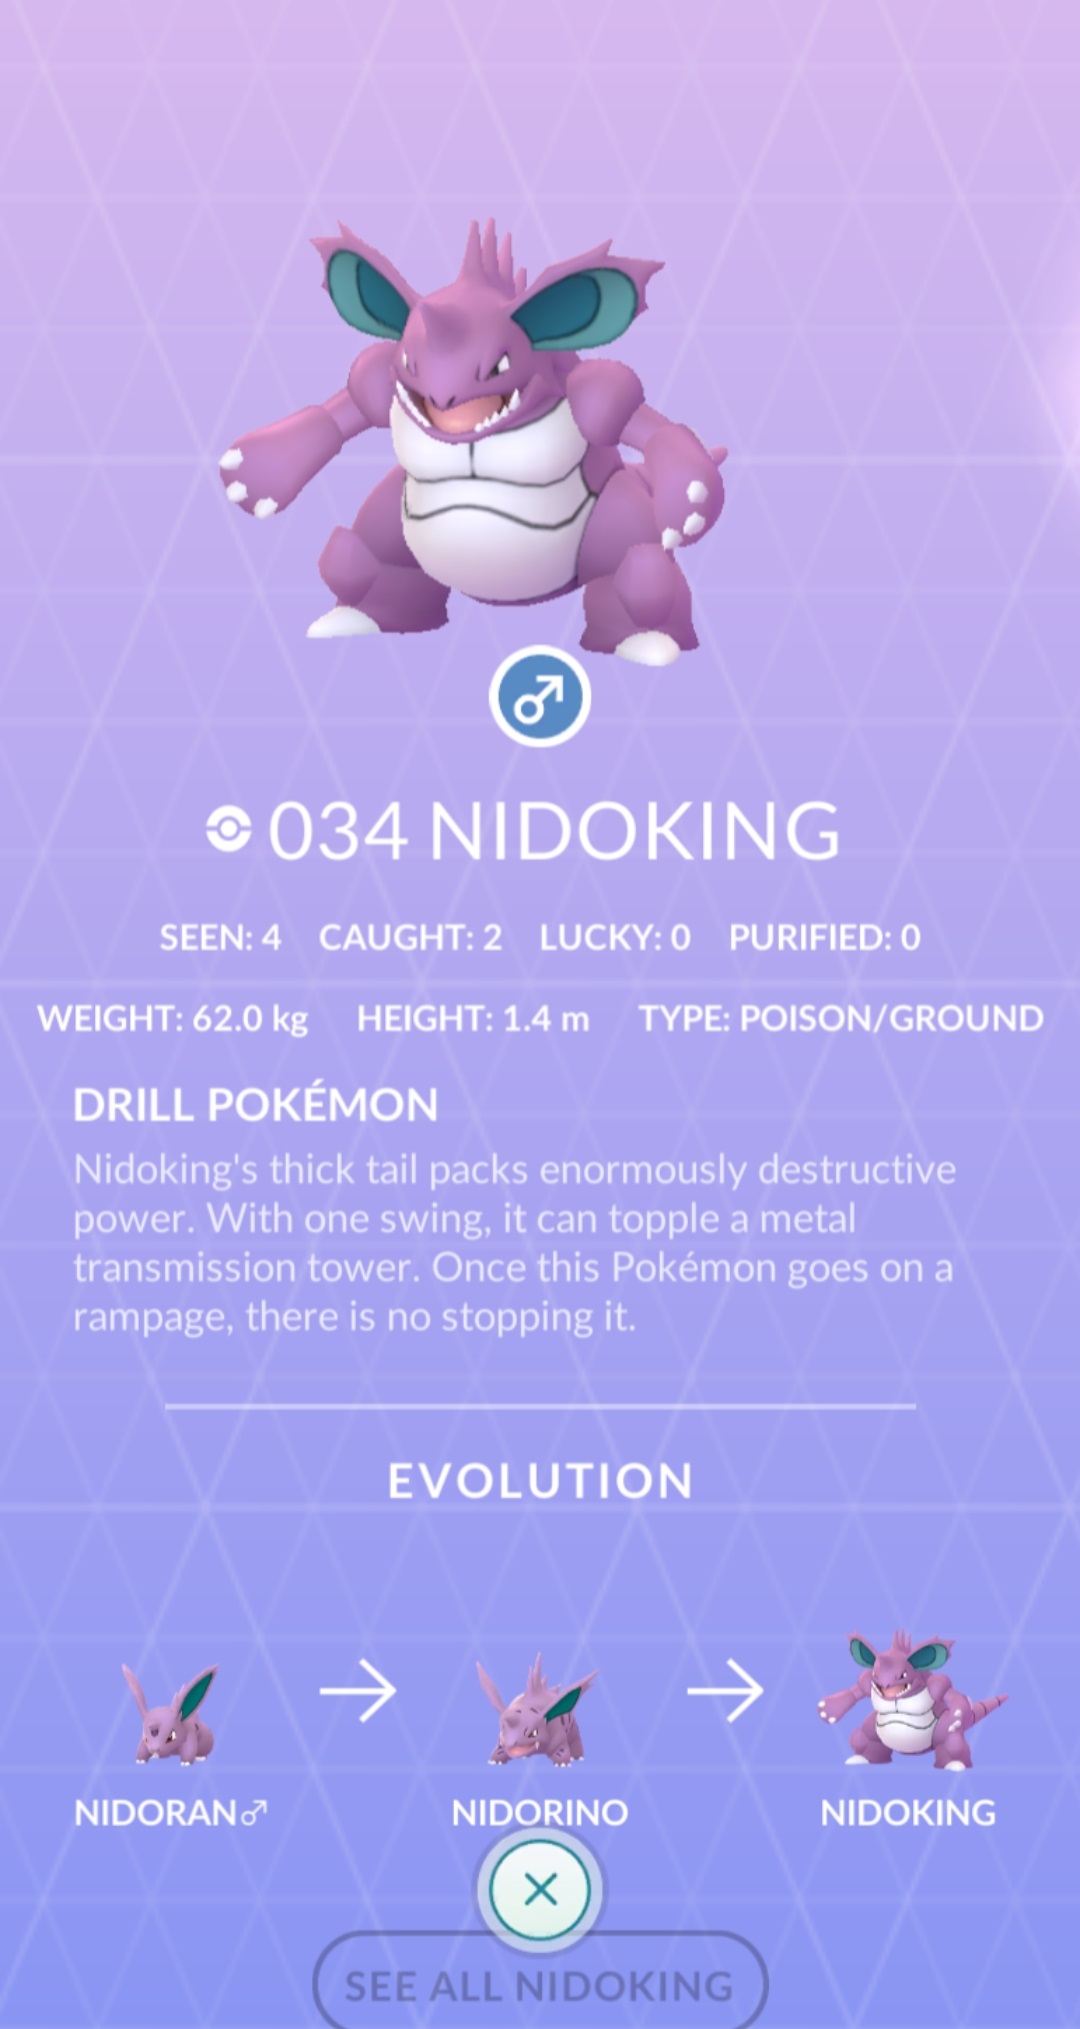 034 NIDOKING
SEEN: 4 CAUGHT: 2 LUCKY: 0 PURIFIED: 0
WEIGHT: 62.0 kg HEIGHT: 1.4 m TYPE: POISON/GROUND
DRILL POKÉMON
Nidoking's thick tail packs enormously destructive
power. With one swing, it can topple a metal
transmission tower. Once this Pokémon goes on a
rampage, there is no stopping it.
EVOLUTION
NIDORAN♂ NIDORINO NIDOKING
SEE ALL NIDOKING